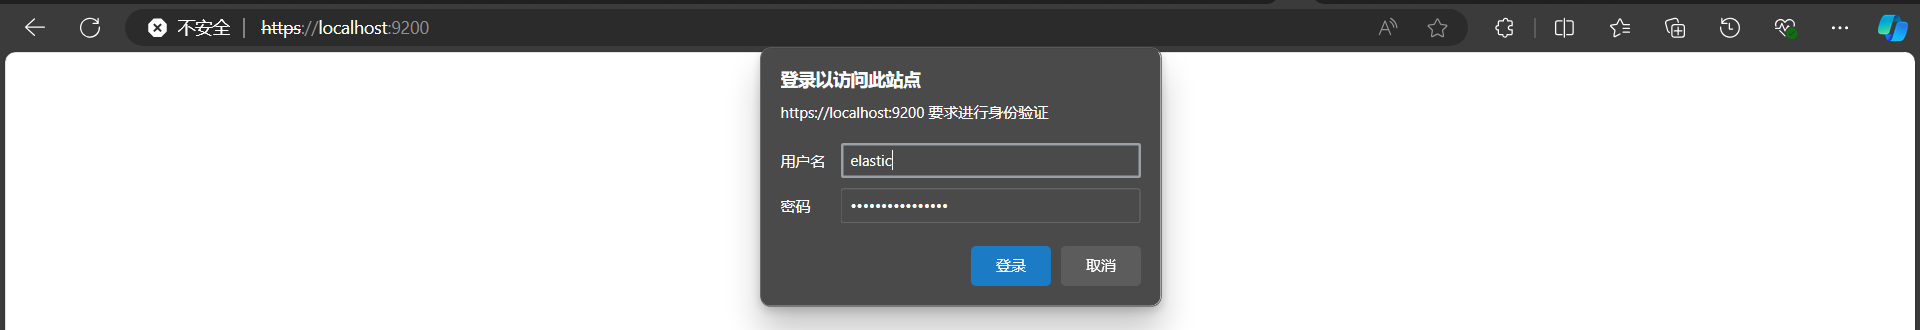 不安全 https://localhost:9200
登录以访问此站点
https://localhost:9200 要求进行身份验证
用户名 elastic
密码 ••••••••••••••••
登录 取消